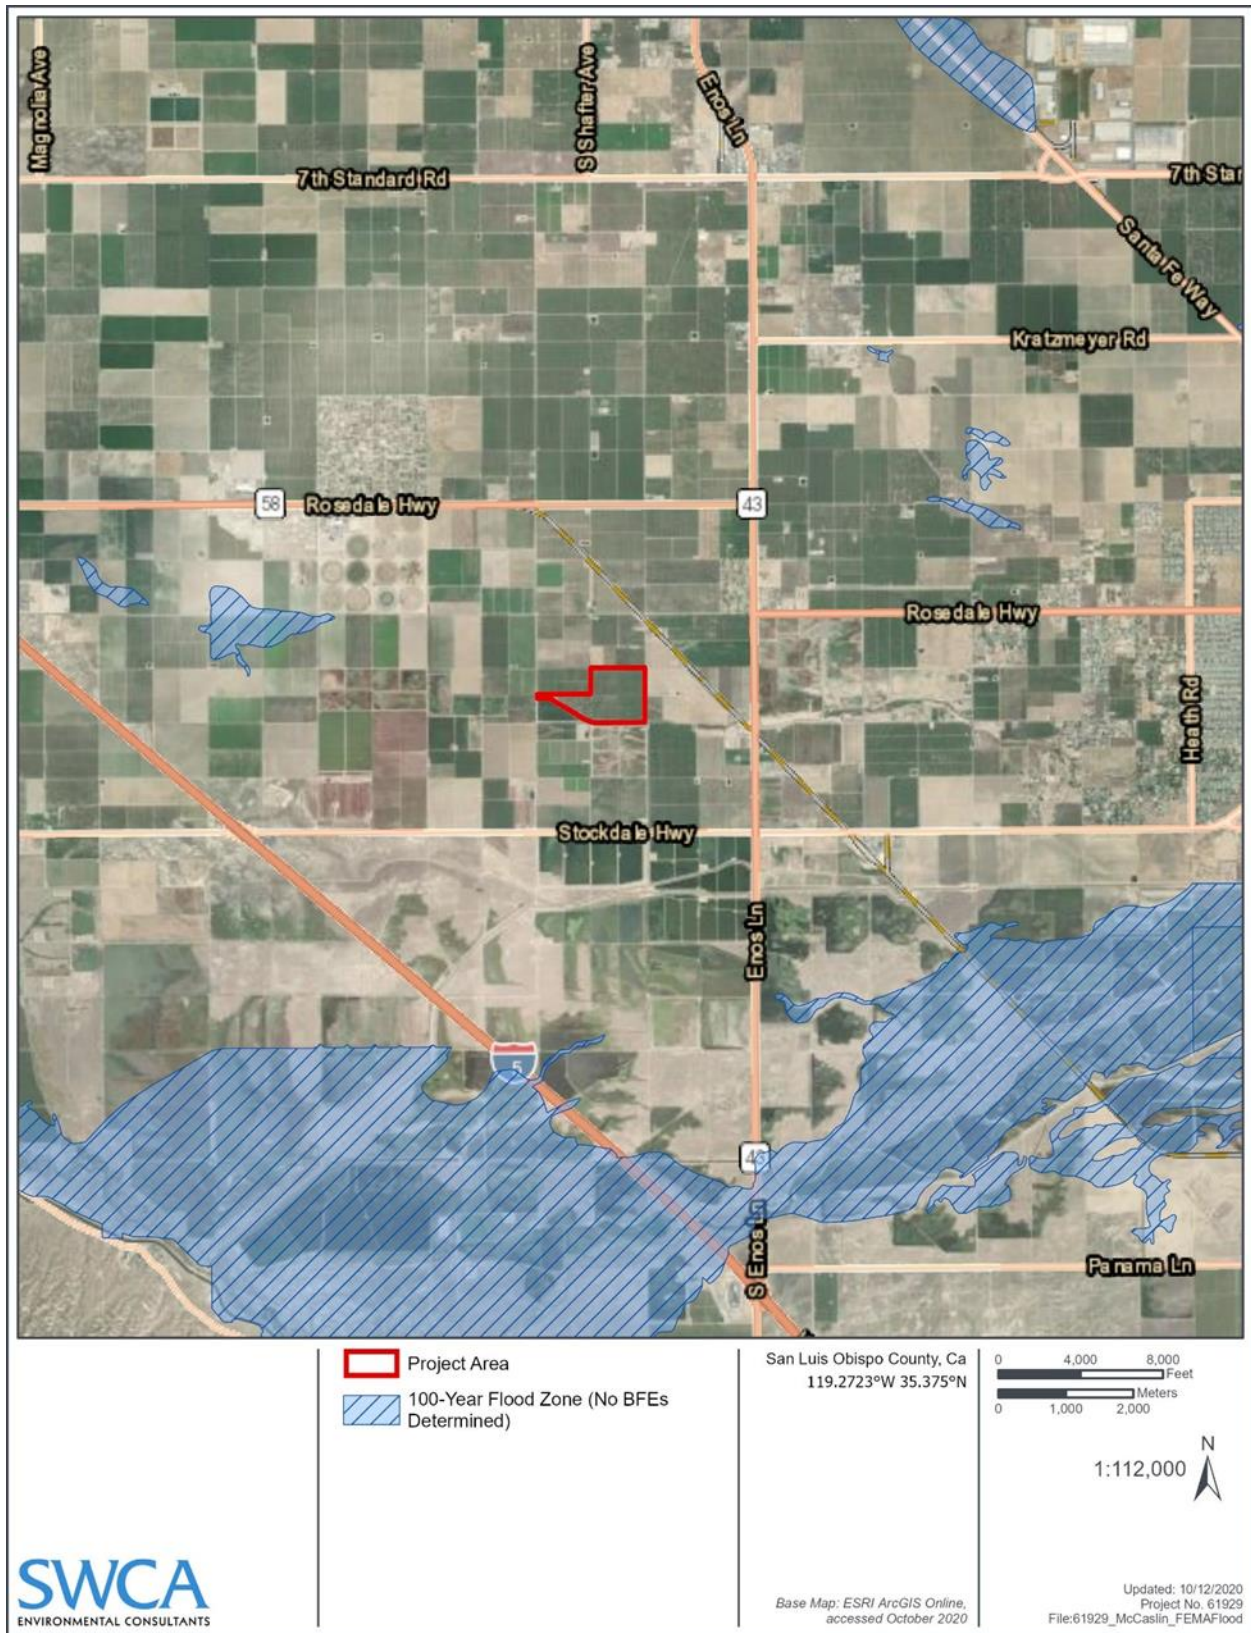 Magnolia Ave
S Shafter Ave
Enos Ln
7th Standard Rd
7th Stan
Santa Fe Way
Kratzmeyer Rd
58
Rosedale Hwy
43
Rosedale Hwy
Heath Rd
Stockdale Hwy
Enos Ln
5
43
S Enos Ln
Panama Ln
Project Area
100-Year Flood Zone (No BFEs
Determined)
San Luis Obispo County, Ca
119.2723°W 35.375°N
0 4,000 8,000
Feet
Meters
0 1,000 2,000
N
1:112,000
SWCA
ENVIRONMENTAL CONSULTANTS
Base Map: ESRI ArcGIS Online,
accessed October 2020
Updated: 10/12/2020
Project No. 61929
File:61929_McCaslin_FEMAFlood